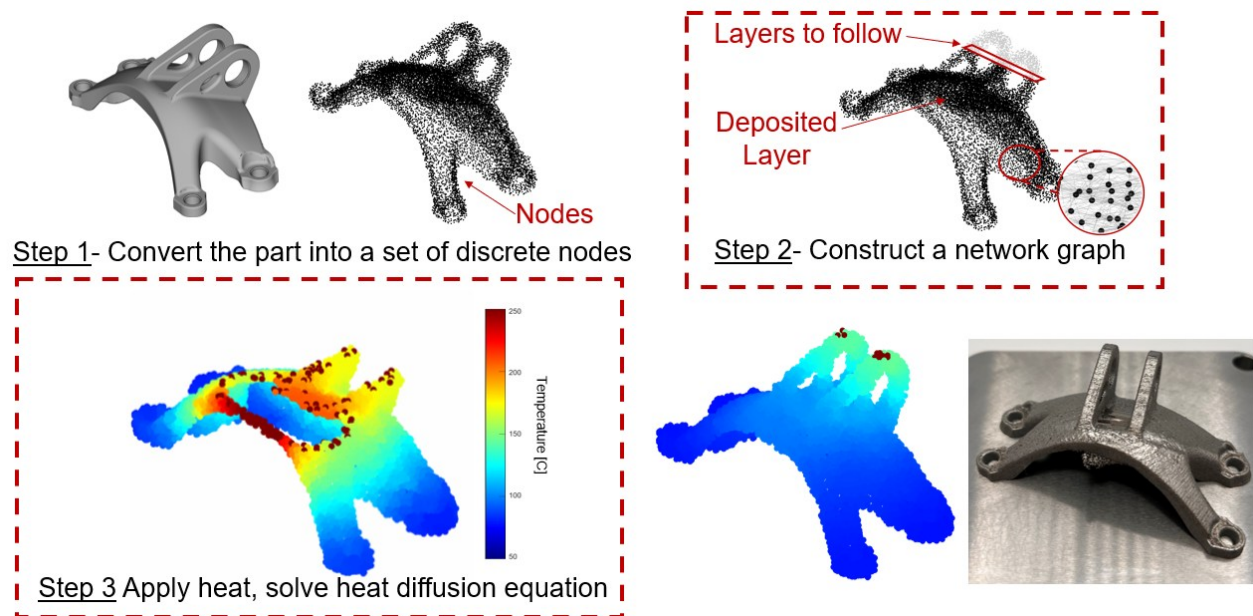 Nodes
Step 1- Convert the part into a set of discrete nodes
Layers to follow
Deposited
Layer
Step 2- Construct a network graph
250
200
150
100
50
Temperature [C]
Step 3 Apply heat, solve heat diffusion equation